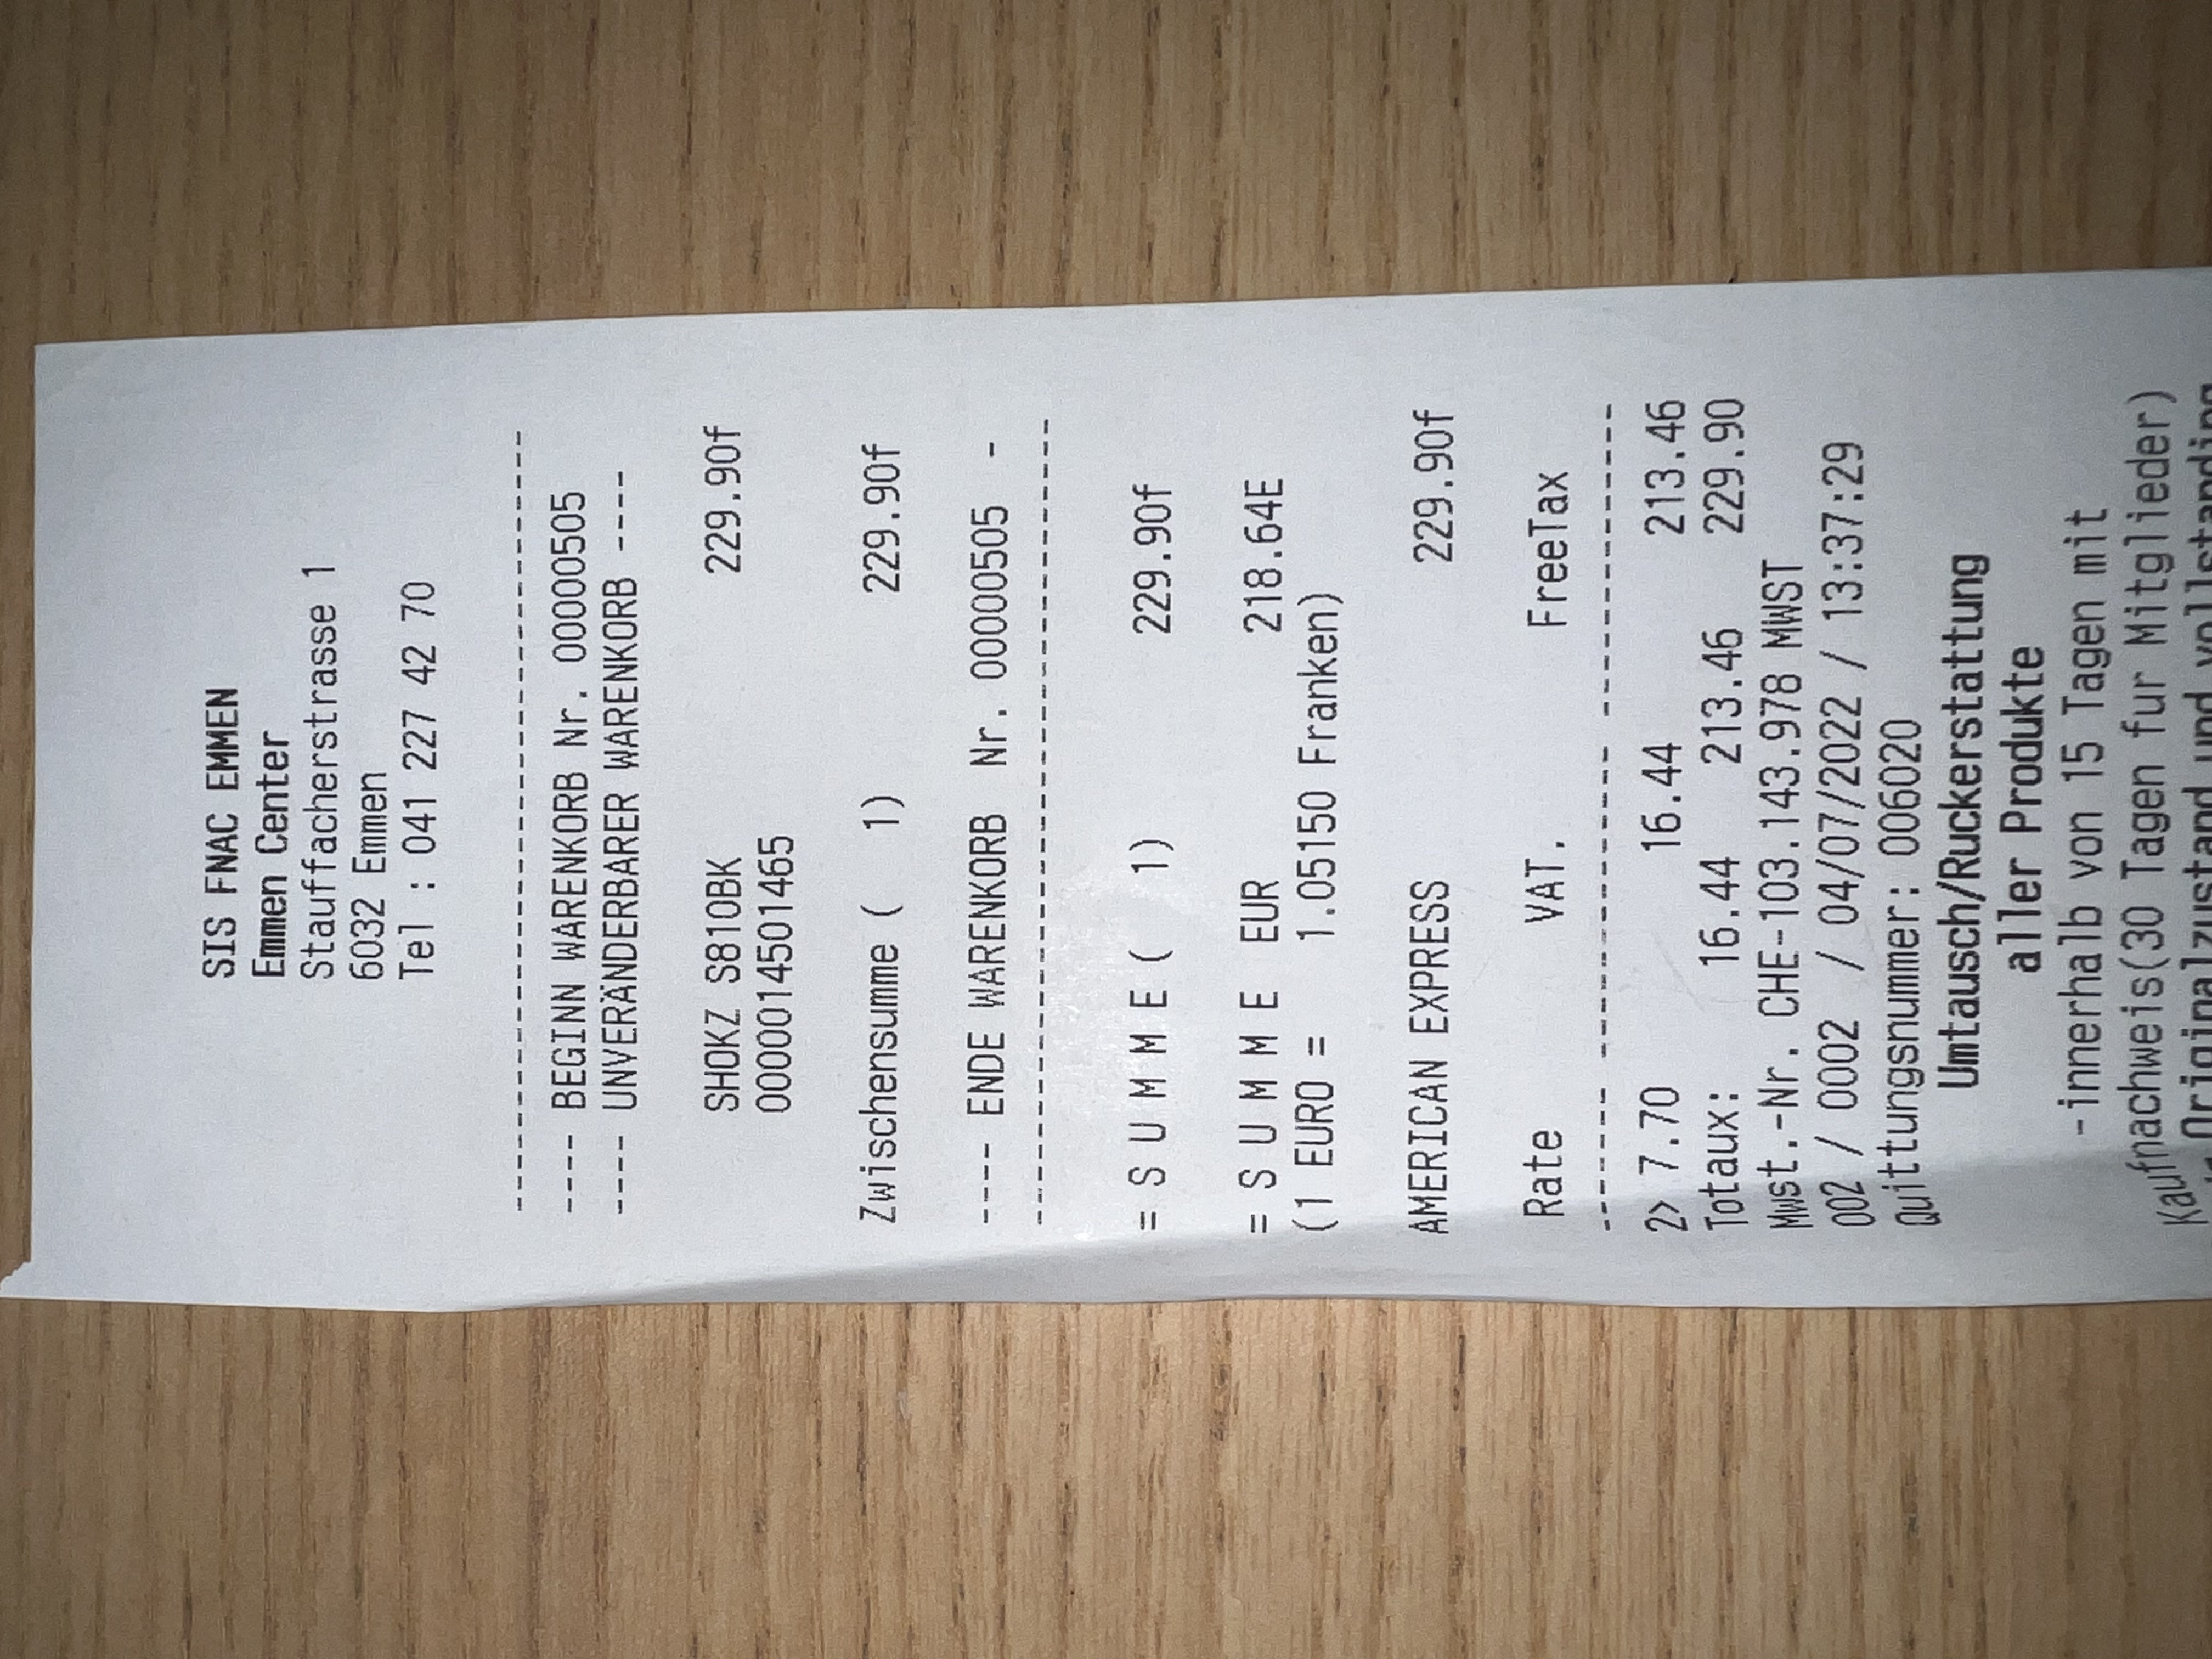 SIS FNAC EMMEN
Emmen Center
Stauffacherstrasse 1
6032 Emmen
Tel : 041 227 42 70
-------------------------------------
---- BEGINN WARENKORB Nr. 00000505
---- UNVERÄNDERBARER WARENKORB ----
SHOKZ S810BK 229.90f
0000014501465
Zwischensumme ( 1) 229.90f
---- ENDE WARENKORB Nr. 00000505 -
-------------------------------------
= S U M M E ( 1) 229.90f
= S U M M E EUR 218.64E
(1 EURO = 1.05150 Franken)
AMERICAN EXPRESS 229.90f
Rate VAT. FreeTax
------- -------------- --------------
2> 7.70 16.44 213.46
Totaux: 16.44 213.46 229.90
Mwst.-Nr. CHE-103.143.978 MWST
002 / 0002 / 04/07/2022 / 13:37:29
Quittungsnummer: 006020
Umtausch/Ruckerstattung
aller Produkte
-innerhalb von 15 Tagen mit
Kaufnachweis(30 Tagen fur Mitglieder)
Originalzustand und vollstanding